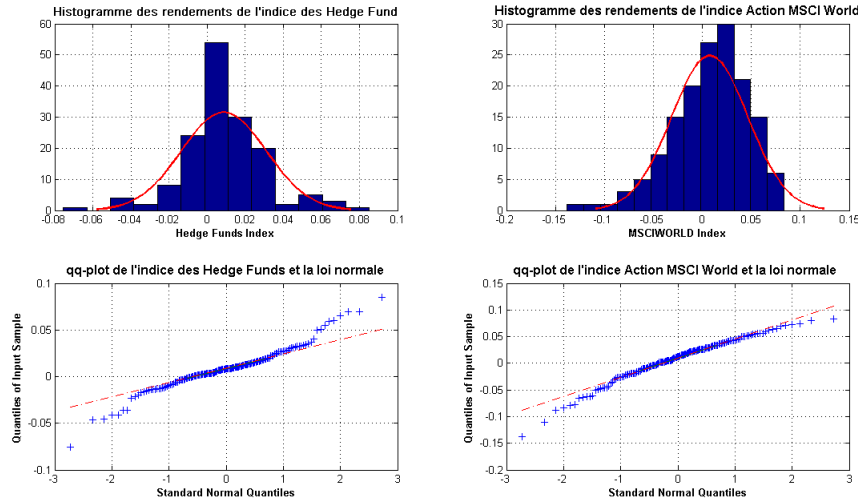 Histogramme des rendements de l'indice des Hedge Fund
60
50
40
30
20
10
0
-0.08 -0.06 -0.04 -0.02 0 0.02 0.04 0.06 0.08 0.1
Hedge Funds Index
Histogramme des rendements de l'indice Action MSCI World
30
25
20
15
10
5
0
-0.2 -0.15 -0.1 -0.05 0 0.05 0.1 0.15
MSCIWORLD Index
qq-plot de l'indice des Hedge Funds et la loi normale
Quantiles of Input Sample
0.1
0.05
0
-0.05
-0.1
-3 -2 -1 0 1 2 3
Standard Normal Quantiles
qq-plot de l'indice Action MSCI World et la loi normale
Quantiles of Input Sample
0.15
0.1
0.05
0
-0.05
-0.1
-0.15
-0.2
-3 -2 -1 0 1 2 3
Standard Normal Quantiles